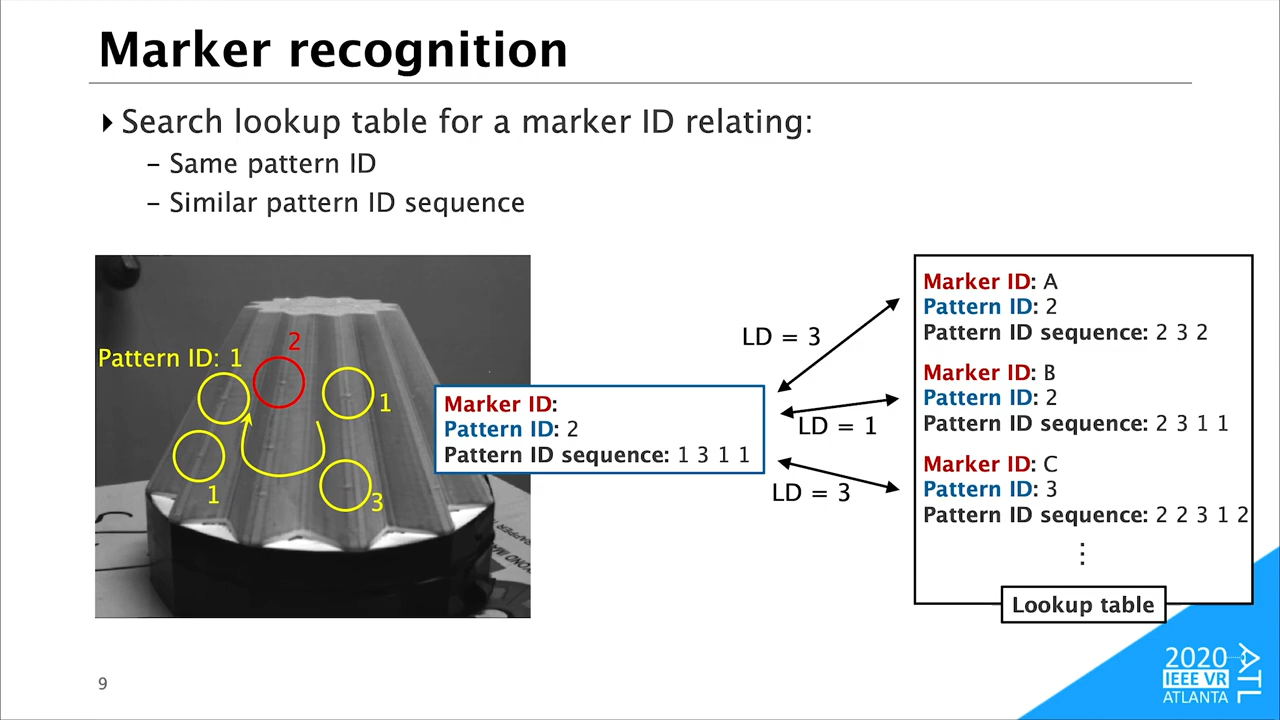 Marker recognition
Search lookup table for a marker ID relating:
– Same pattern ID
– Similar pattern ID sequence
2
Pattern ID: 1
1
1
3
Marker ID:
Pattern ID: 2
Pattern ID sequence: 1 3 1 1
LD = 3
LD = 1
LD = 3
Marker ID: A
Pattern ID: 2
Pattern ID sequence: 2 3 2
Marker ID: B
Pattern ID: 2
Pattern ID sequence: 2 3 1 1
Marker ID: C
Pattern ID: 3
Pattern ID sequence: 2 2 3 1 2
⋮
Lookup table
9
2020
IEEE VR
ATLANTA
ATL